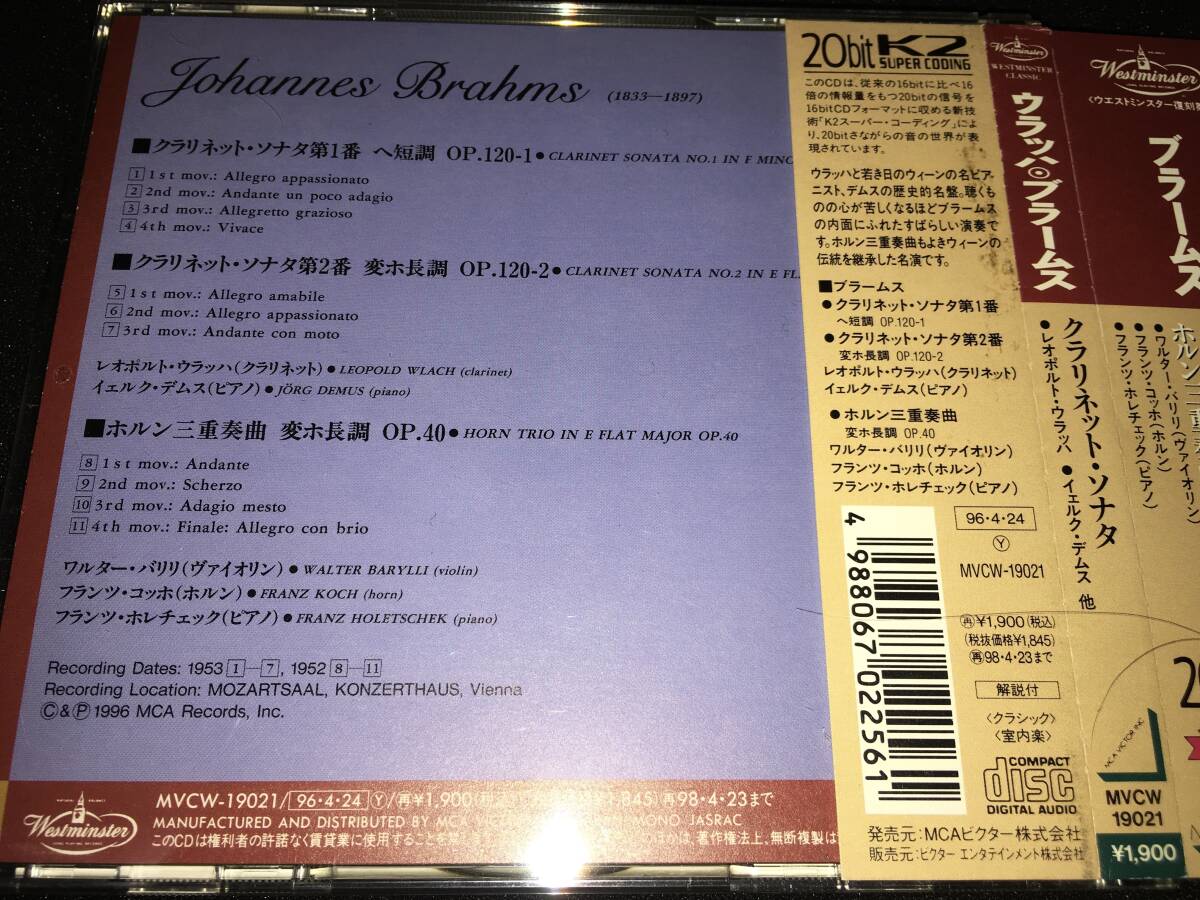 Johannes Brahms (1833—1897)
■クラリネット・ソナタ第1番 ヘ短調 OP.120-1 ● CLARINET SONATA NO.1 IN F MINO
1 1st mov.: Allegro appassionato
2 2nd mov.: Andante un poco adagio
3 3rd mov.: Allegretto grazioso
4 4th mov.: Vivace
■クラリネット・ソナタ第2番 変ホ長調 OP.120-2 ● CLARINET SONATA NO.2 IN E FL
5 1st mov.: Allegro amabile
6 2nd mov.: Allegro appassionato
7 3rd mov.: Andante con moto
レオポルト・ウラッハ(クラリネット) ● LEOPOLD WLACH (clarinet)
イェルク・デムス(ピアノ) ● JÖRG DEMUS (piano)
■ホルン三重奏曲 変ホ長調 OP.40 ● HORN TRIO IN E FLAT MAJOR OP.40
8 1st mov.: Andante
9 2nd mov.: Scherzo
10 3rd mov.: Adagio mesto
11 4th mov.: Finale: Allegro con brio
ワルター・バリリ(ヴァイオリン) ● WALTER BARYLLI (violin)
フランツ・コッホ(ホルン) ● FRANZ KOCH (horn)
フランツ・ホレチェック(ピアノ) ● FRANZ HOLETSCHEK (piano)
Recording Dates: 1953 1—7, 1952 8—11
Recording Location: MOZARTSAAL, KONZERTHAUS, Vienna
©&℗ 1996 MCA Records, Inc.
Westminster
MVCW-19021/96・4・24 Ⓨ/再¥1,900(税込)(税抜価格¥1,845)再98・4・23まで
MANUFACTURED AND DISTRIBUTED BY MCA VIC MONO JASRAC
このCDは権利者の許諾なく賃貸業に使用することを禁 のほかは、著作権法上、無断複製は
20bit K2
SUPER CODING
このCDは、従来の16bitに比べ16
倍の情報量をもつ20bitの信号を
16bitCDフォーマットに収める新技
術「K2スーパー・コーディング」によ
り、20bitさながらの音の世界が表
現されています。
ウラッハと若き日のウィーンの名ピア
ニスト、デムスの歴史的名盤。聴くも
のの心が苦しくなるほどブラームス
の内面にふれたすばらしい演奏で
す。ホルン三重奏曲もよきウィーンの
伝統を継承した名演です。
■ブラームス
●クラリネット・ソナタ第1番
ヘ短調 OP.120-1
●クラリネット・ソナタ第2番
変ホ長調 OP.120-2
レオポルト・ウラッハ(クラリネット)
イェルク・デムス(ピアノ)
●ホルン三重奏曲
変ホ長調 OP.40
ワルター・バリリ(ヴァイオリン)
フランツ・コッホ(ホルン)
フランツ・ホレチェック(ピアノ)
4 988067 022561
96・4・24
Ⓨ
MVCW-19021
再¥1,900(税込)
(税抜価格¥1,845)
再98・4・23まで
解説付
〈クラシック〉
〈室内楽〉
COMPACT
disc
DIGITAL AUDIO
発売元:MCAビクター株式会社
販売元:ビクター エンタテインメント株式会社
Westminster
WESTMINSTER
CLASSIC
ウラッハ◉ブラームス
クラリネット・ソナタ
●レオポルト・ウラッハ ●イェルク・デムス 他
MCA VICTOR INC
MVCW
19021
¥1,900
Westminster
〈ウエストミンスター復刻
ブラームス
ホルン三重奏
●ワルター・バリリ(ヴァイオリン)
●フランツ・コッホ(ホルン)
フランツ・ホレチェック(ピアノ)